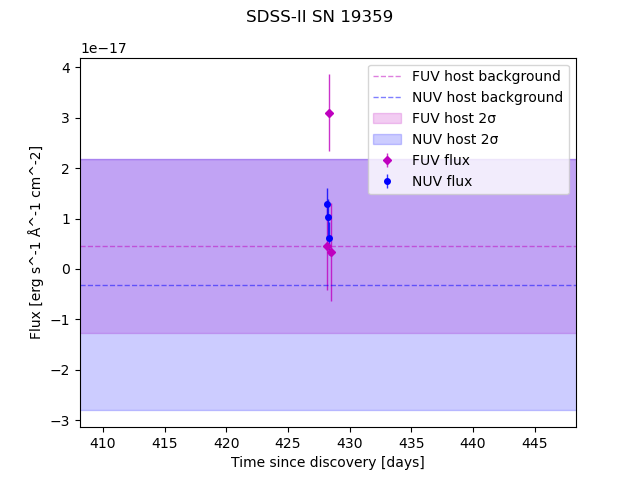 SDSS-II SN 19359
1e−17
FUV host background
NUV host background
FUV host 2σ
NUV host 2σ
FUV flux
NUV flux
4
3
2
1
0
−1
−2
−3
Flux [erg s^-1 Å^-1 cm^-2]
410 415 420 425 430 435 440 445
Time since discovery [days]